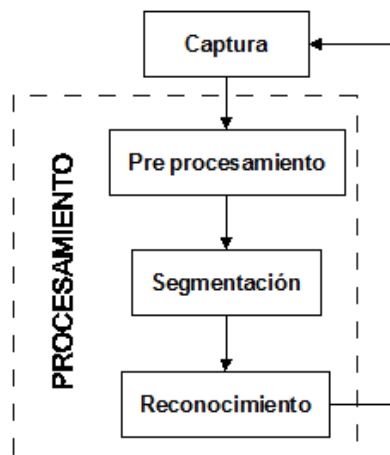 Captura
PROCESAMIENTO
Pre procesamiento
Segmentación
Reconocimiento